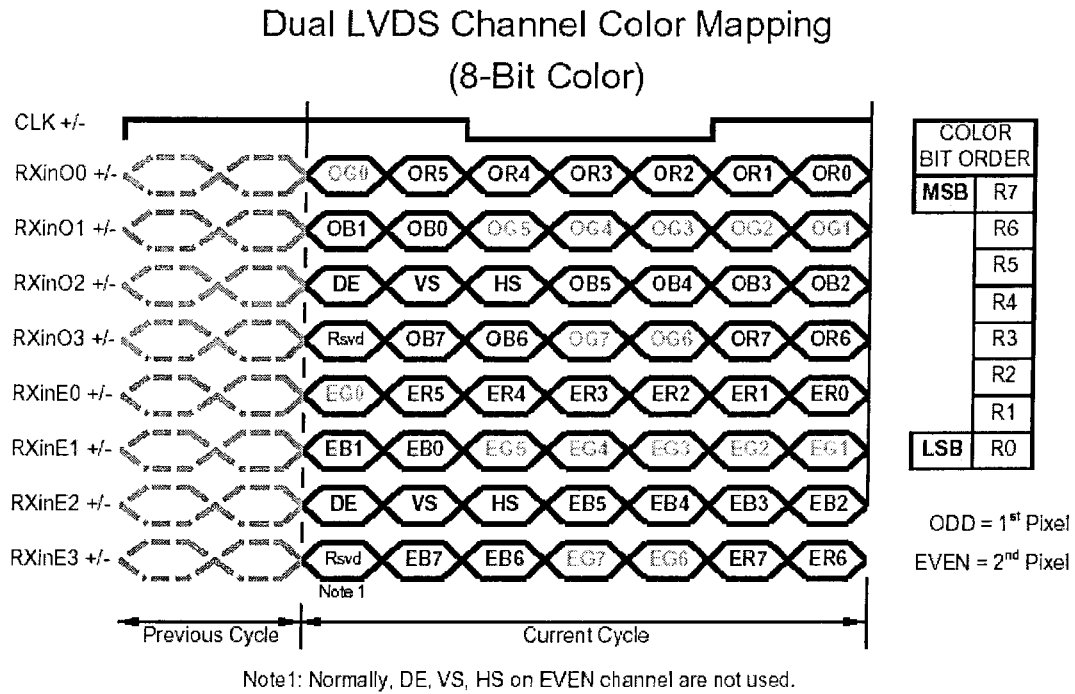 Dual LVDS Channel Color Mapping
(8-Bit Color)
CLK +/-
RXinO0 +/- OG0 OR5 OR4 OR3 OR2 OR1 OR0
RXinO1 +/- OB1 OB0 OG5 OG4 OG3 OG2 OG1
RXinO2 +/- DE VS HS OB5 OB4 OB3 OB2
RXinO3 +/- Rsvd OB7 OB6 OG7 OG6 OR7 OR6
RXinE0 +/- EG0 ER5 ER4 ER3 ER2 ER1 ER0
RXinE1 +/- EB1 EB0 EG5 EG4 EG3 EG2 EG1
RXinE2 +/- DE VS HS EB5 EB4 EB3 EB2
RXinE3 +/- Rsvd EB7 EB6 EG7 EG6 ER7 ER6
Note 1
Previous Cycle Current Cycle
COLOR
BIT ORDER
MSB R7
R6
R5
R4
R3
R2
R1
LSB R0
ODD = 1st Pixel
EVEN = 2nd Pixel
Note1: Normally, DE, VS, HS on EVEN channel are not used.